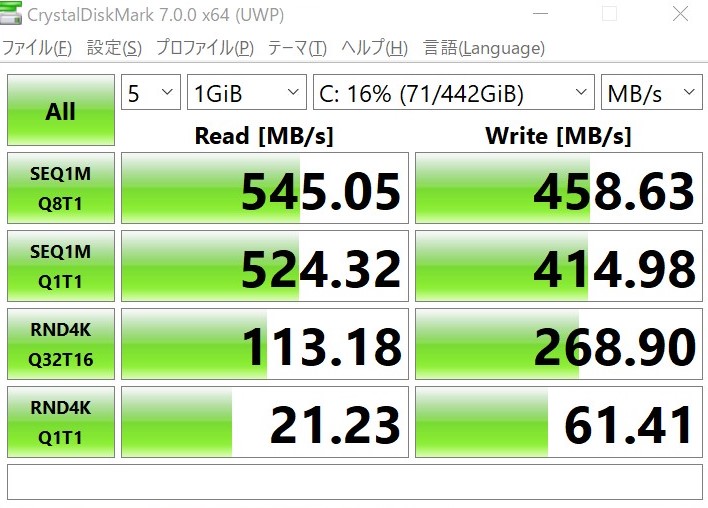 CrystalDiskMark 7.0.0 x64 (UWP)
ファイル(F) 設定(S) プロファイル(P) テーマ(T) ヘルプ(H) 言語(Language)
All 5 1GiB C: 16% (71/442GiB) MB/s
Read [MB/s] Write [MB/s]
SEQ1M
Q8T1
545.05 458.63
SEQ1M
Q1T1
524.32 414.98
RND4K
Q32T16
113.18 268.90
RND4K
Q1T1
21.23 61.41